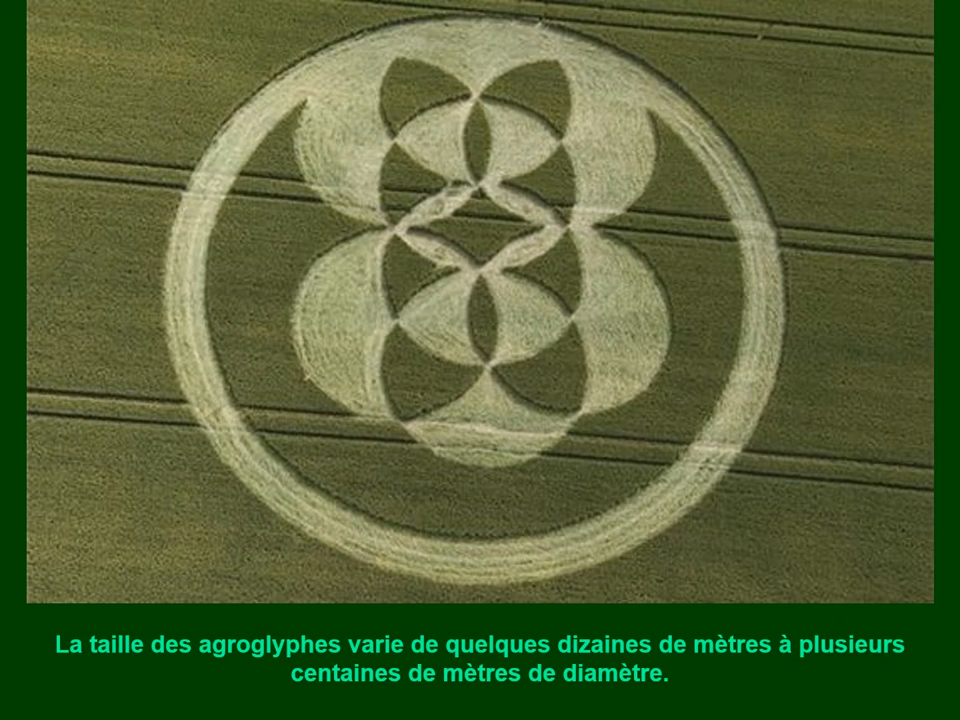 La taille des agroglyphes varie de quelques dizaines de mètres à plusieurs
centaines de mètres de diamètre.